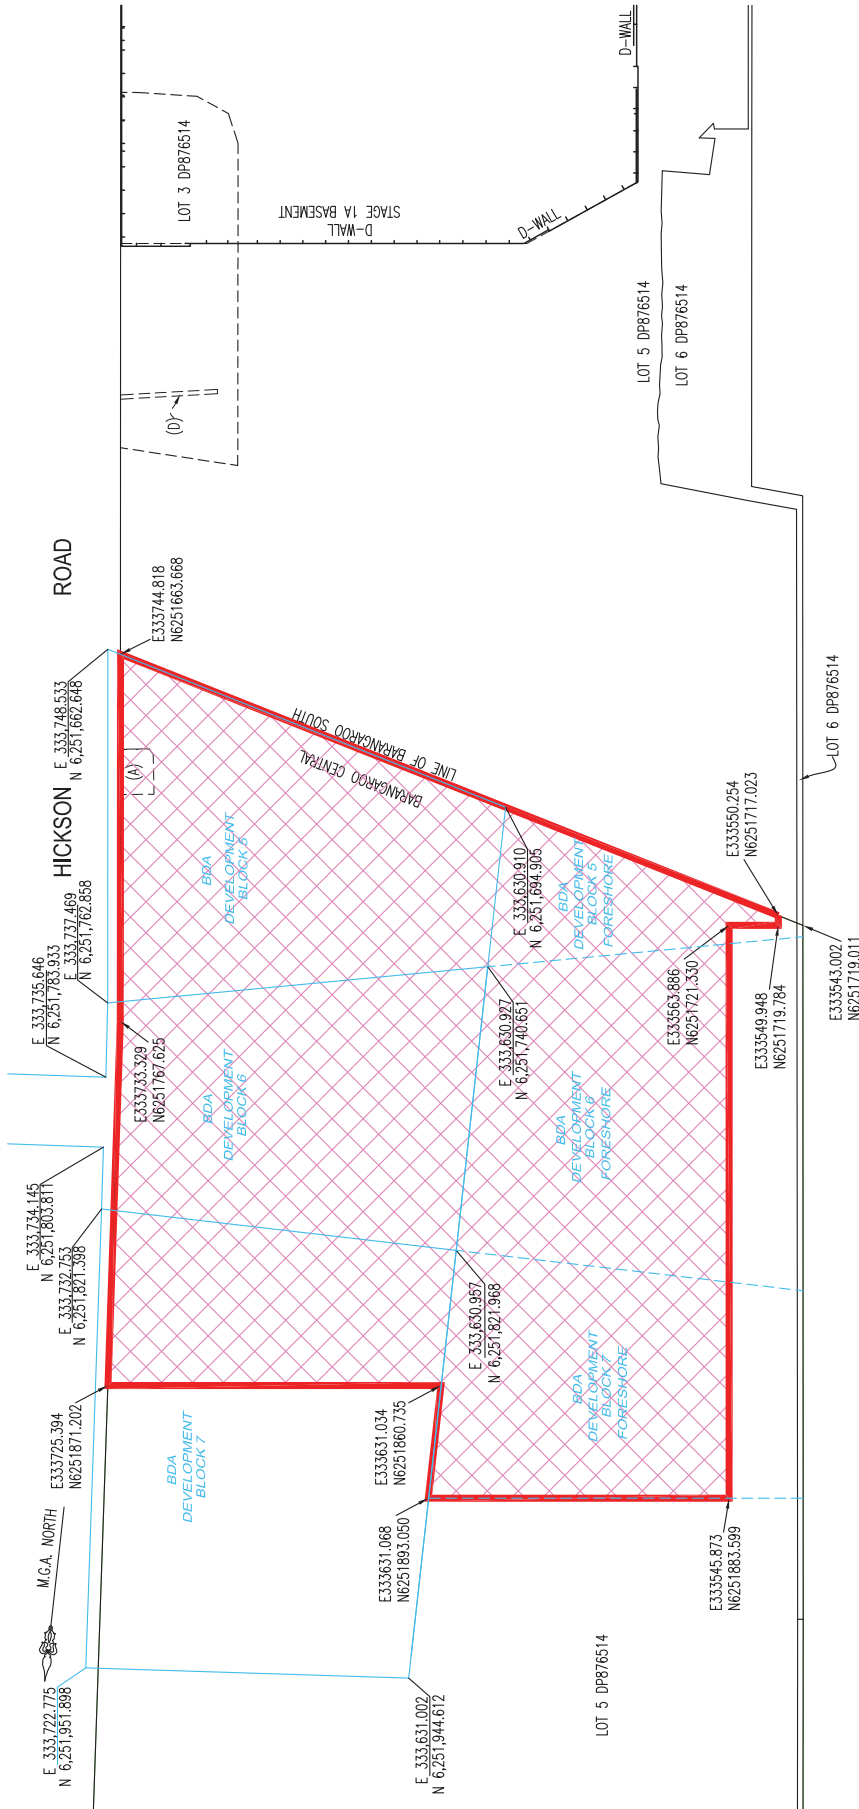 D-WALL
LOT 3 DP876514
D-WALL
STAGE 1A BASEMENT
D-WALL
LOT 5 DP876514
LOT 6 DP876514
(D)
HICKSON ROAD
E333744.818
N6251663.668
E 333,748.533
N 6,251,662.648
(A)
LINE OF BARANGAROO SOUTH
BARANGAROO CENTRAL
LOT 6 DP876514
E 333,737.469
N 6,251,762.858
E 333,735.646
N 6,251,783.933
BDA
DEVELOPMENT
BLOCK 5
E 333,630.910
N 6,251,694.905
BDA
DEVELOPMENT
BLOCK 5
FORESHORE
E333550.254
N6251717.023
E333543.002
N6251719.011
E333549.948
N6251719.784
E333563.886
N6251721.330
E333733.329
N6251767.625
E 333,630.927
N 6,251,740.651
BDA
DEVELOPMENT
BLOCK 6
BDA
DEVELOPMENT
BLOCK 6
FORESHORE
E 333,734.145
N 6,251,803.811
E 333,732.753
N 6,251,821.398
E 333,630.957
N 6,251,821.968
BDA
DEVELOPMENT
BLOCK 7
FORESHORE
E333725.394
N6251871.202
E333631.034
N6251860.735
BDA
DEVELOPMENT
BLOCK 7
M.G.A. NORTH
E333631.068
N6251893.050
E333545.873
N6251883.599
E 333,722.775
N 6,251,951.898
E 333,631.002
N 6,251,944.612
LOT 5 DP876514